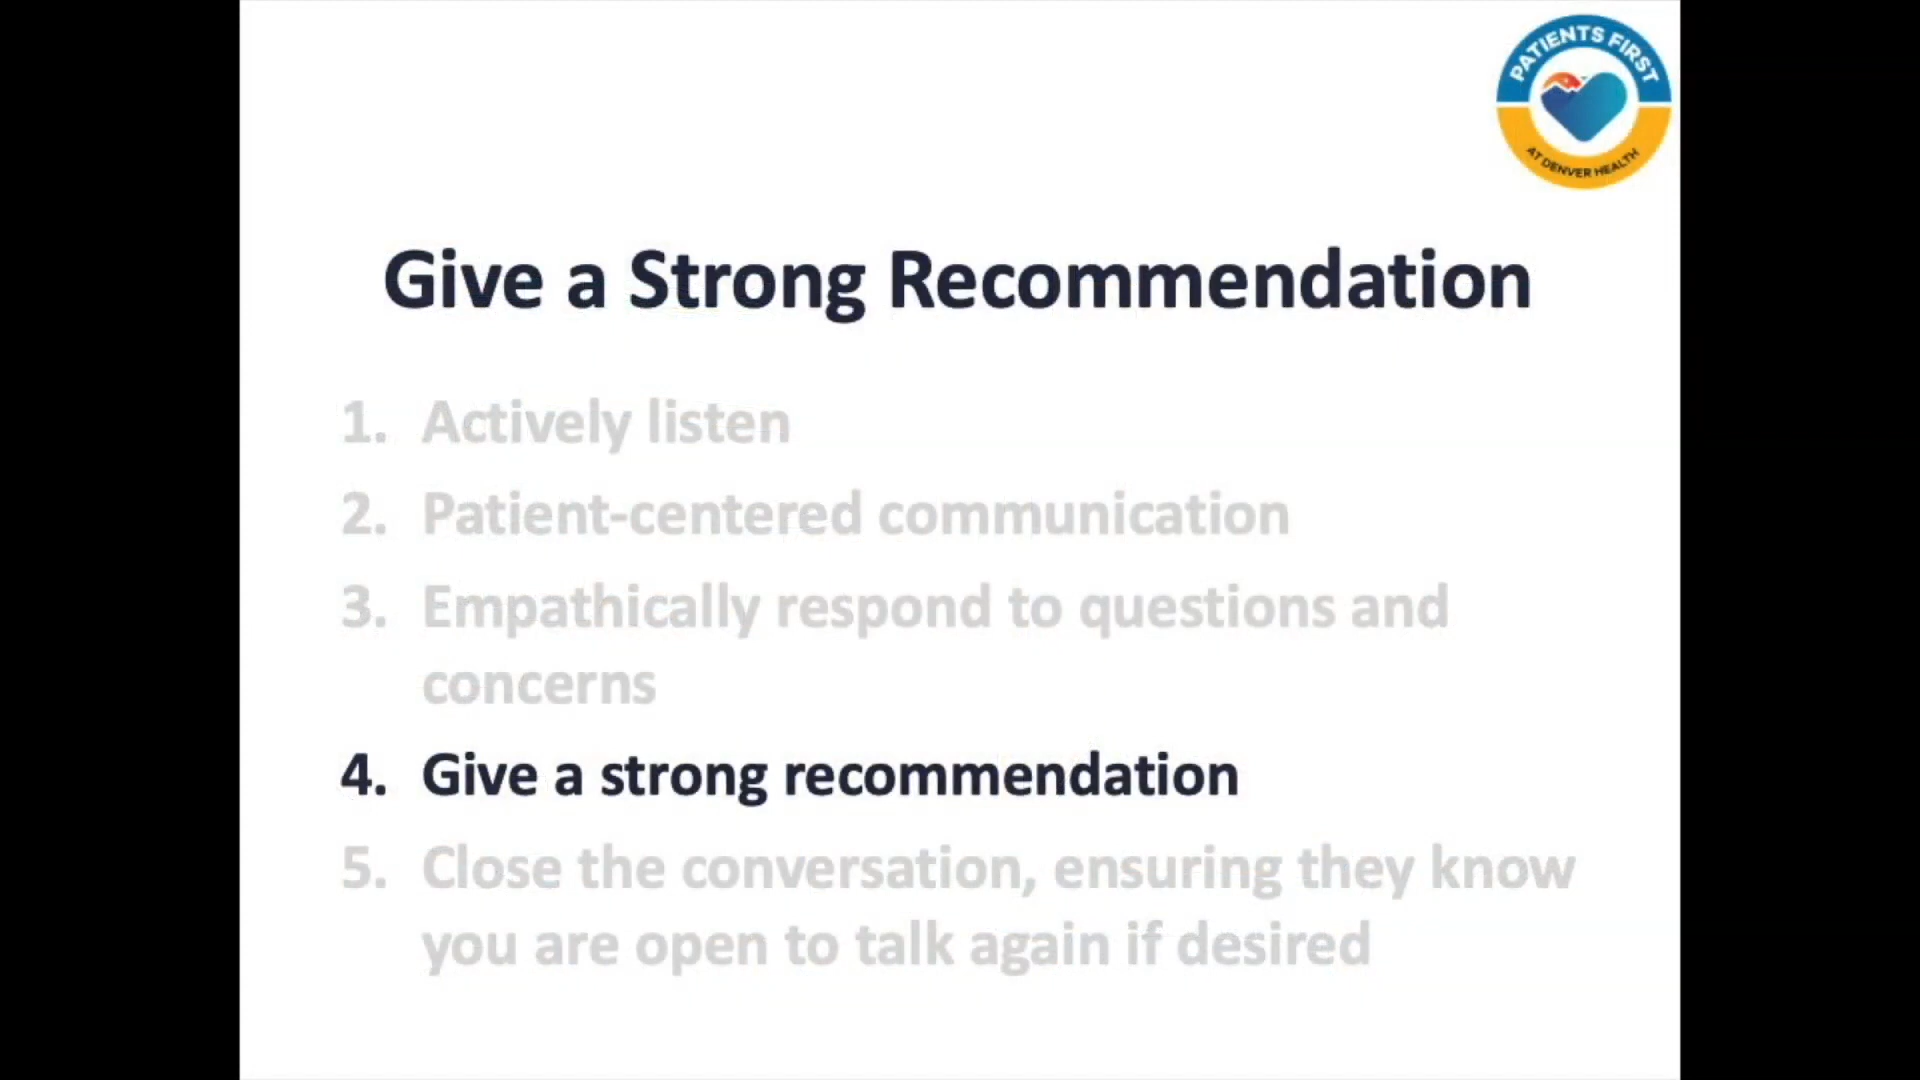 PATIENTS FIRST
AT DENVER HEALTH
Give a Strong Recommendation
1. Actively listen
2. Patient-centered communication
3. Empathically respond to questions and
concerns
4. Give a strong recommendation
5. Close the conversation, ensuring they know
you are open to talk again if desired